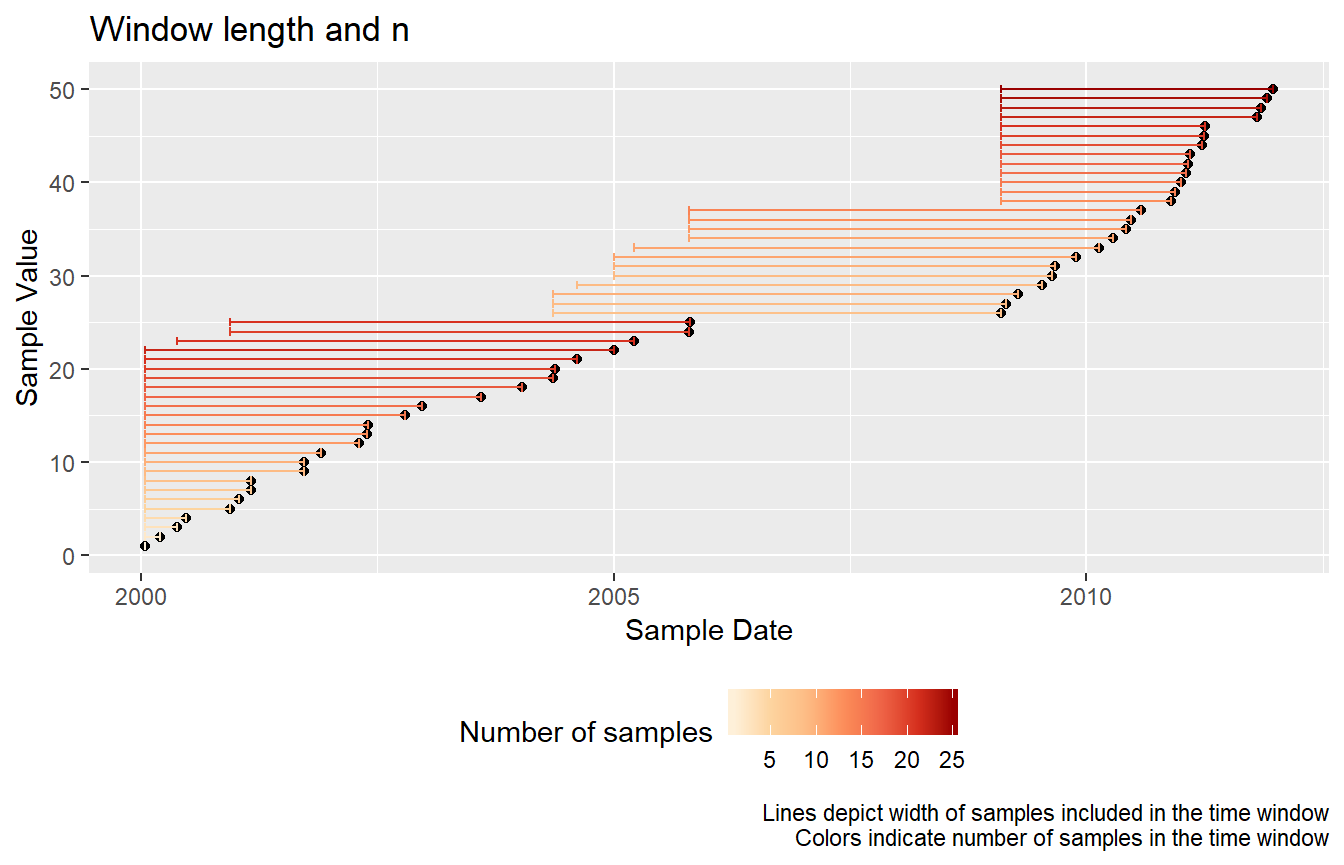 Window length and n
50
40
30
20
10
0
Sample Value
2000 2005 2010
Sample Date
Number of samples
5 10 15 20 25
Lines depict width of samples included in the time window
Colors indicate number of samples in the time window